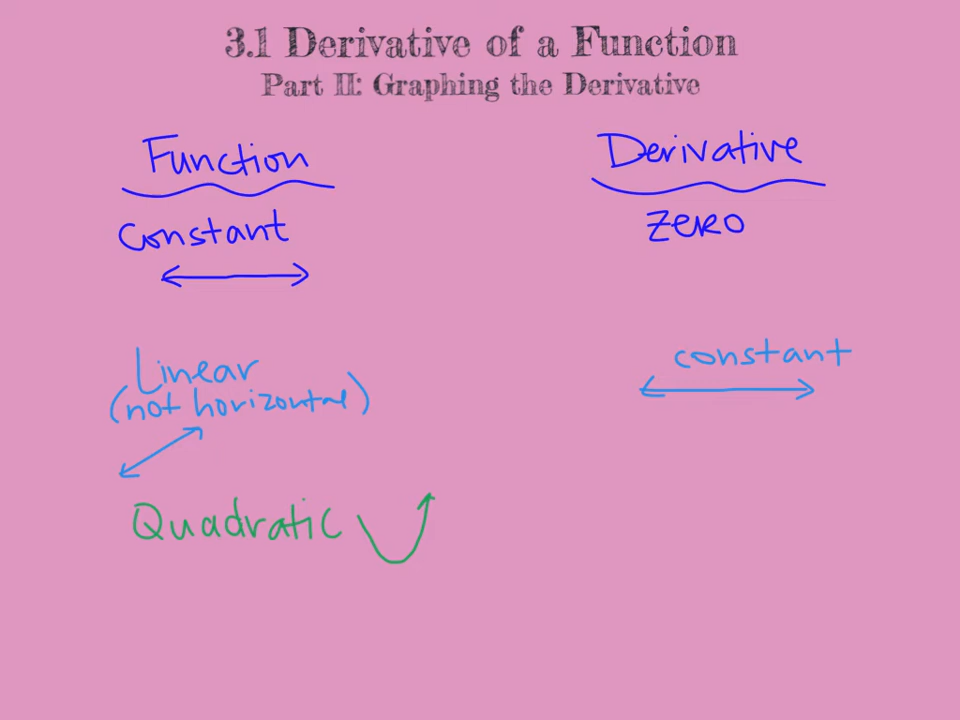 3.1 Derivative of a Function
Part II: Graphing the Derivative
Function
Derivative
constant
zero
Linear
(not horizontal)
constant
Quadratic